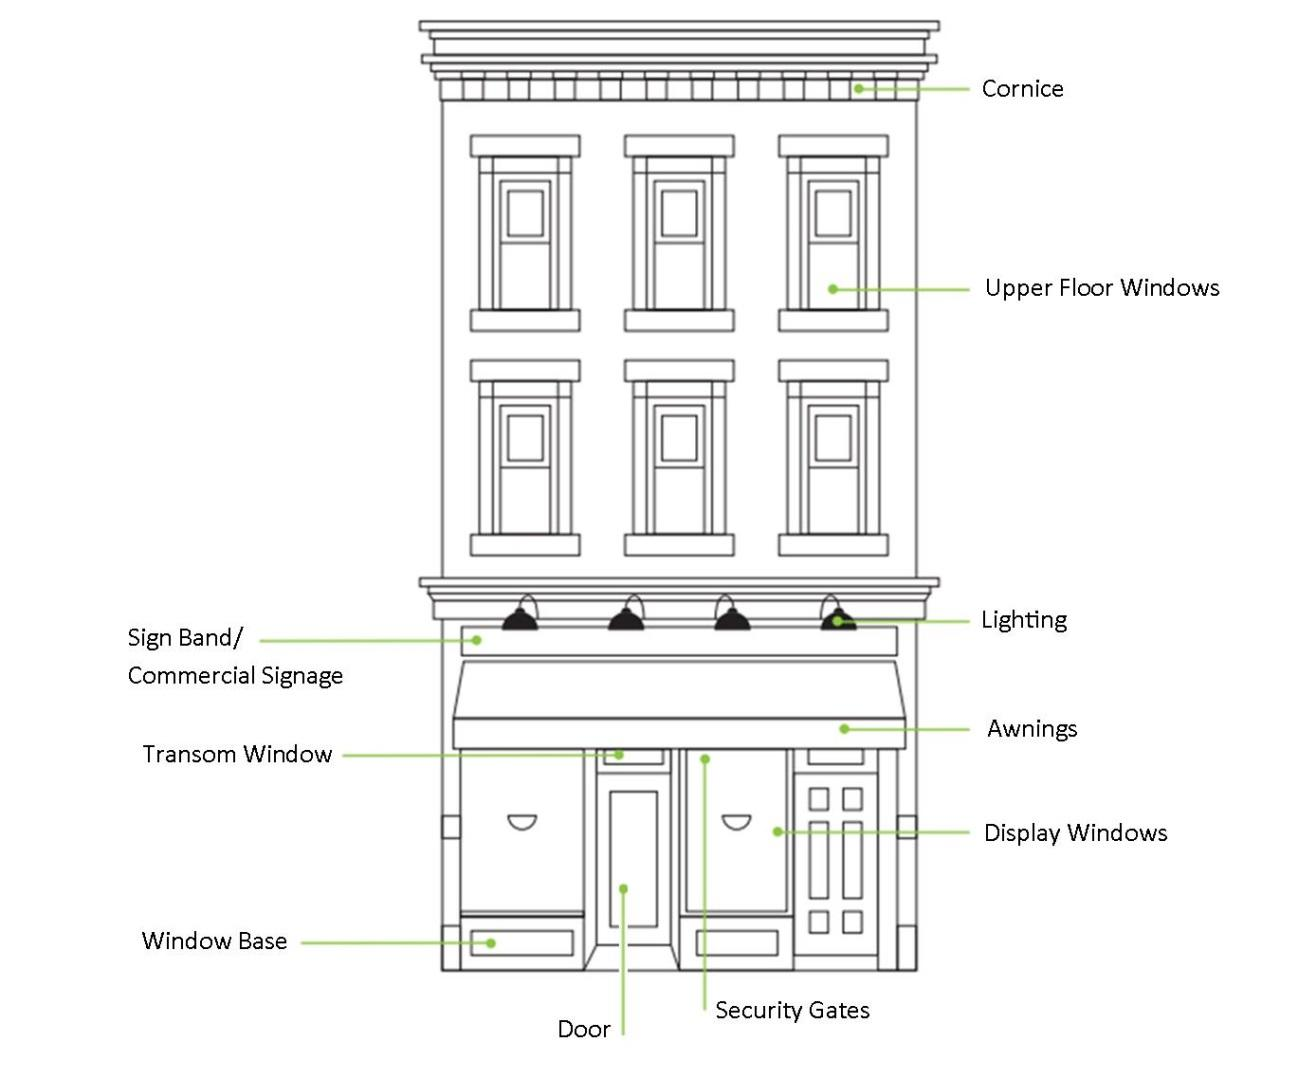 Cornice
Upper Floor Windows
Lighting
Sign Band/
Commercial Signage
Awnings
Transom Window
Display Windows
Window Base
Security Gates
Door